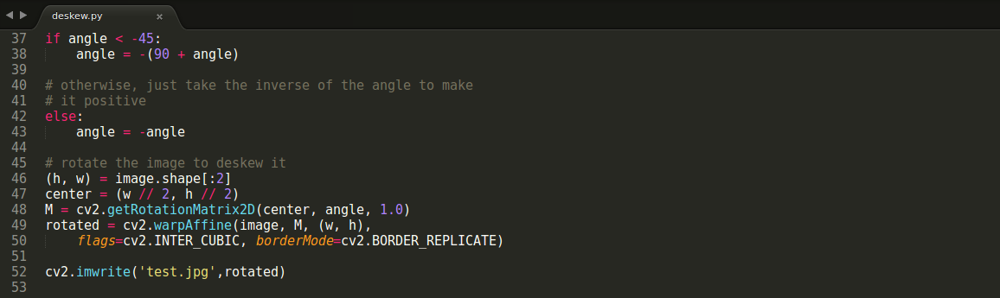 deskew.py ×
37 if angle < -45:
38     angle = -(90 + angle)
39
40 # otherwise, just take the inverse of the angle to make
41 # it positive
42 else:
43     angle = -angle
44
45 # rotate the image to deskew it
46 (h, w) = image.shape[:2]
47 center = (w // 2, h // 2)
48 M = cv2.getRotationMatrix2D(center, angle, 1.0)
49 rotated = cv2.warpAffine(image, M, (w, h),
50     flags=cv2.INTER_CUBIC, borderMode=cv2.BORDER_REPLICATE)
51
52 cv2.imwrite('test.jpg',rotated)
53